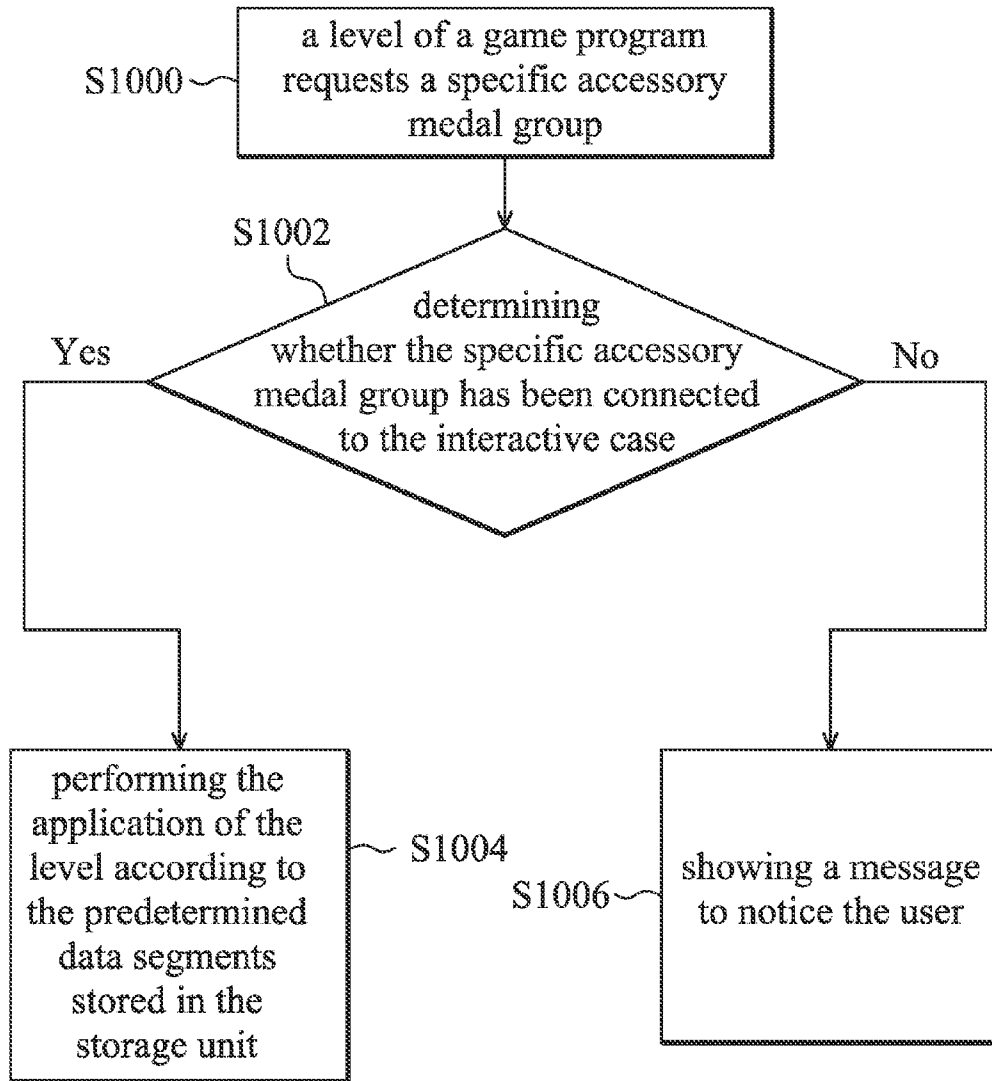 a level of a game program
requests a specific accessory
medal group
S1000
S1002
determining
whether the specific accessory
medal group has been connected
to the interactive case
Yes
No
performing the
application of the
level according to
the predetermined
data segments
stored in the
storage unit
S1004
S1006
showing a message
to notice the user